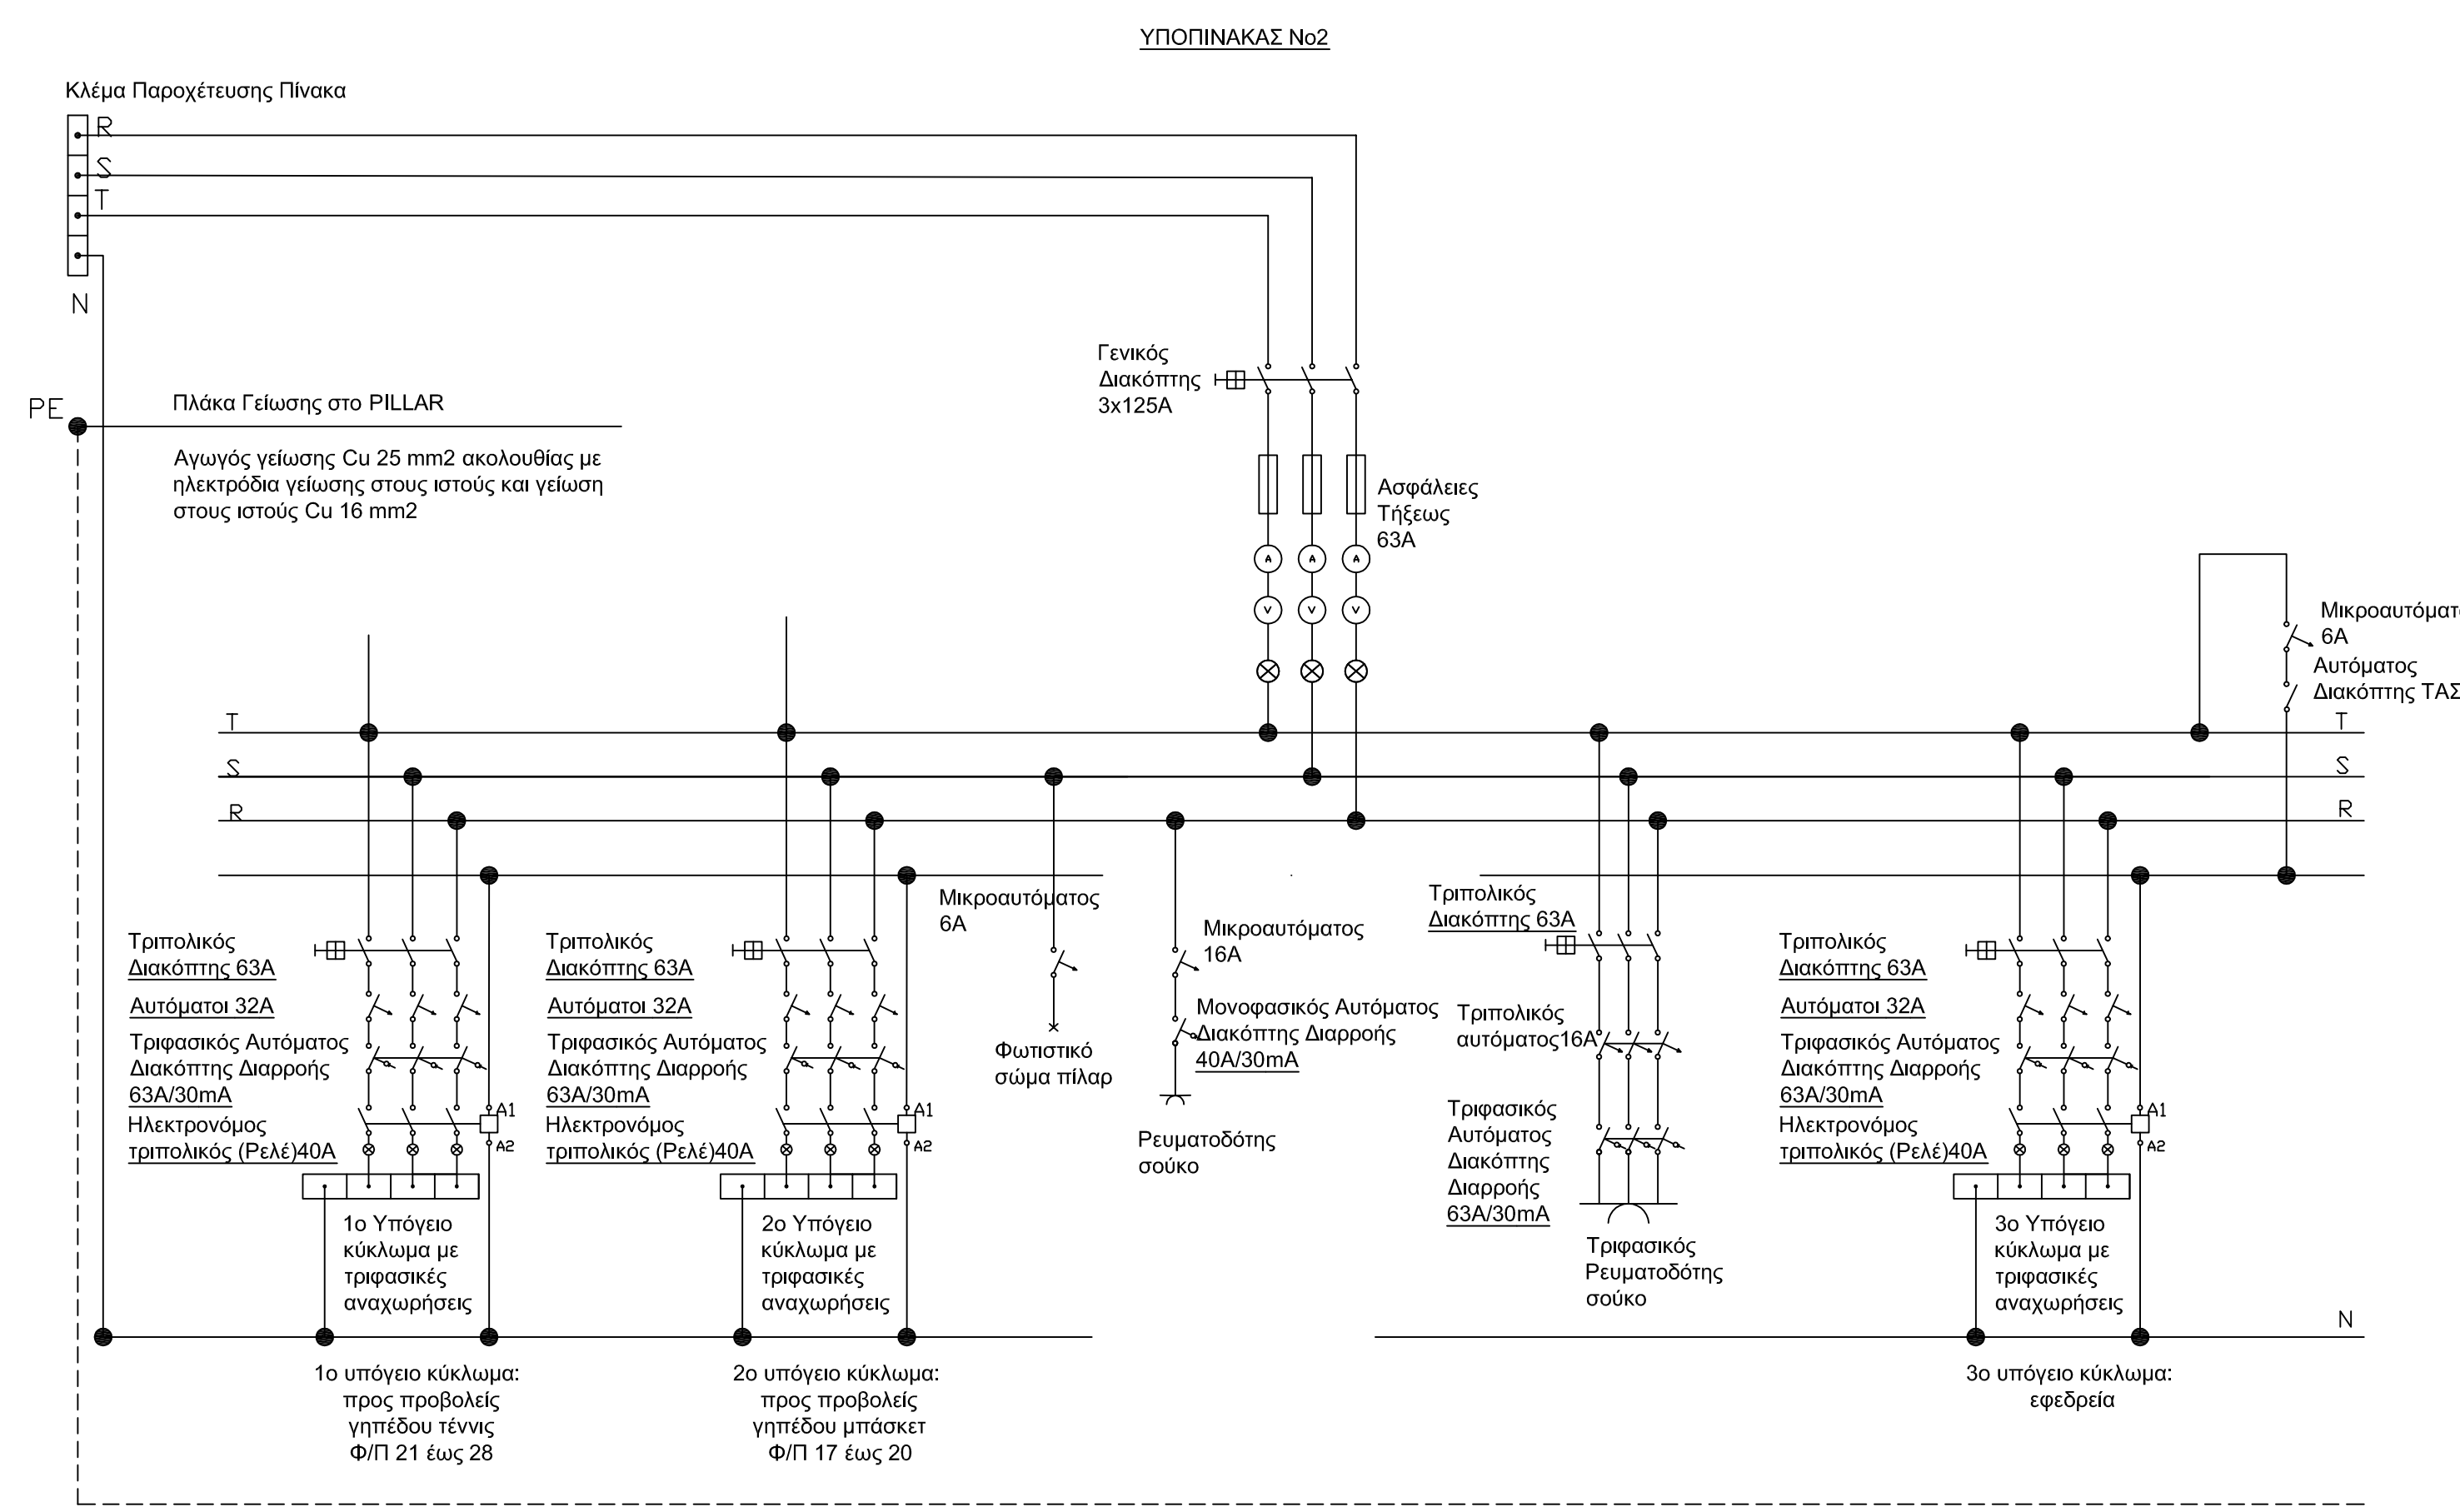 ΥΠΟΠΙΝΑΚΑΣ Νο2
Κλέμα Παροχέτευσης Πίνακα
R
S
T
N
PE
Πλάκα Γείωσης στο PILLAR
Αγωγός γείωσης Cu 25 mm2 ακολουθίας με
ηλεκτρόδια γείωσης στους ιστούς και γείωση
στους ιστούς Cu 16 mm2
Γενικός
Διακόπτης
3x125A
Ασφάλειες
Τήξεως
63A
A
A
A
V
V
V
Μικροαυτόματ
6A
Αυτόματος
Διακόπτης ΤΑΣ
T
S
R
T
S
R
Τριπολικός
Διακόπτης 63A
Αυτόματοι 32A
Τριφασικός Αυτόματος
Διακόπτης Διαρροής
63A/30mA
Ηλεκτρονόμος
τριπολικός (Ρελέ)40A
A1
A2
1ο Υπόγειο
κύκλωμα με
τριφασικές
αναχωρήσεις
1ο υπόγειο κύκλωμα:
προς προβολείς
γηπέδου τέννις
Φ/Π 21 έως 28
Τριπολικός
Διακόπτης 63A
Αυτόματοι 32A
Τριφασικός Αυτόματος
Διακόπτης Διαρροής
63A/30mA
Ηλεκτρονόμος
τριπολικός (Ρελέ)40A
A1
A2
2ο Υπόγειο
κύκλωμα με
τριφασικές
αναχωρήσεις
2ο υπόγειο κύκλωμα:
προς προβολείς
γηπέδου μπάσκετ
Φ/Π 17 έως 20
Μικροαυτόματος
6A
Φωτιστικό
σώμα πίλαρ
Μικροαυτόματος
16A
Μονοφασικός Αυτόματος
Διακόπτης Διαρροής
40A/30mA
Ρευματοδότης
σούκο
Τριπολικός
Διακόπτης 63A
Τριπολικός
αυτόματος16A
Τριφασικός
Αυτόματος
Διακόπτης
Διαρροής
63A/30mA
Τριφασικός
Ρευματοδότης
σούκο
Τριπολικός
Διακόπτης 63A
Αυτόματοι 32A
Τριφασικός Αυτόματος
Διακόπτης Διαρροής
63A/30mA
Ηλεκτρονόμος
τριπολικός (Ρελέ)40A
A1
A2
3ο Υπόγειο
κύκλωμα με
τριφασικές
αναχωρήσεις
N
3ο υπόγειο κύκλωμα:
εφεδρεία